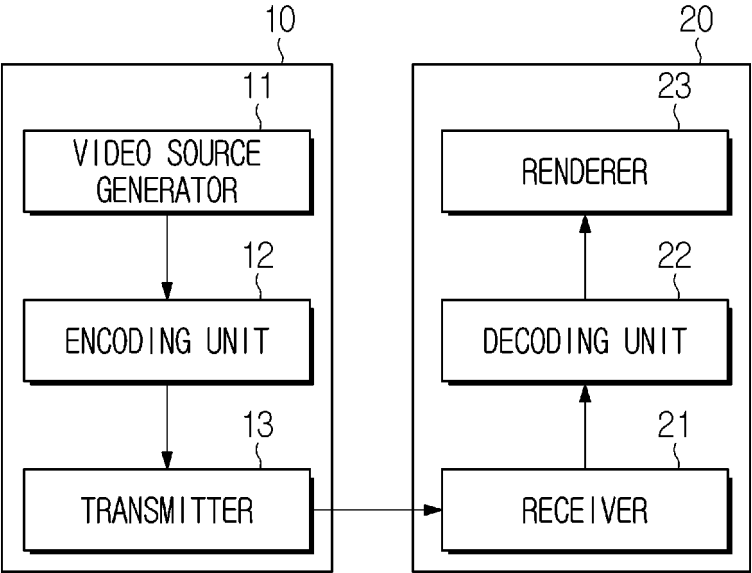 10
11
VIDEO SOURCE
GENERATOR
12
ENCODING UNIT
13
TRANSMITTER
20
23
RENDERER
22
DECODING UNIT
21
RECEIVER